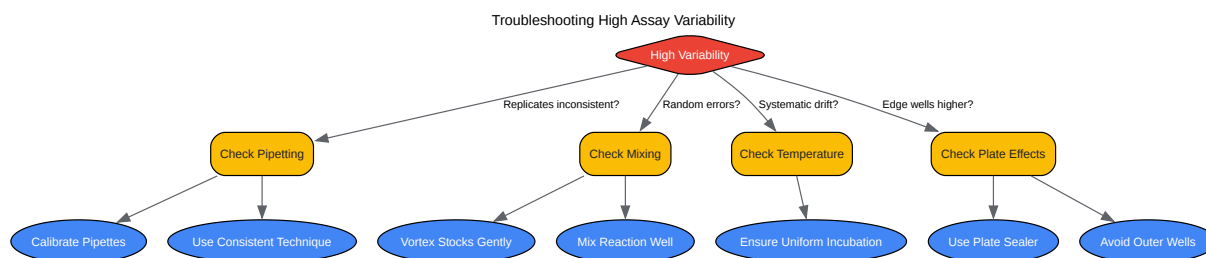 Troubleshooting High Assay Variability
High Variability
Replicates inconsistent?
Random errors?
Systematic drift?
Edge wells higher?
Check Pipetting
Check Mixing
Check Temperature
Check Plate Effects
Calibrate Pipettes
Use Consistent Technique
Vortex Stocks Gently
Mix Reaction Well
Ensure Uniform Incubation
Use Plate Sealer
Avoid Outer Wells